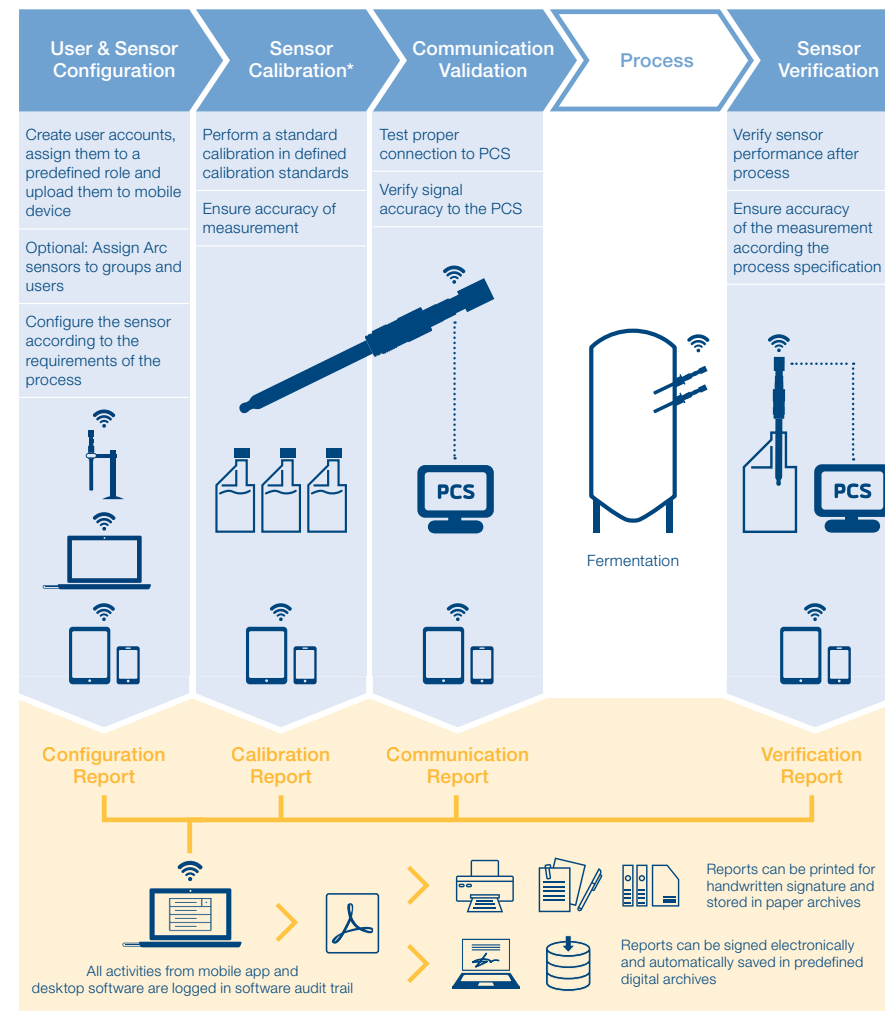 User & Sensor
Configuration
Sensor
Calibration*
Communication
Validation
Process
Sensor
Verification
Create user accounts,
assign them to a
predefined role and
upload them to mobile
device
Optional: Assign Arc
sensors to groups and
users
Configure the sensor
according to the
requirements of the
process
Perform a standard
calibration in defined
calibration standards
Ensure accuracy of
measurement
Test proper
connection to PCS
Verify signal
accuracy to the PCS
Verify sensor
performance after
process
Ensure accuracy
of the measurement
according the
process specification
PCS
PCS
Fermentation
Configuration
Report
Calibration
Report
Communication
Report
Verification
Report
All activities from mobile app and
desktop software are logged in software audit trail
Reports can be printed for
handwritten signature and
stored in paper archives
Reports can be signed electronically
and automatically saved in predefined
digital archives